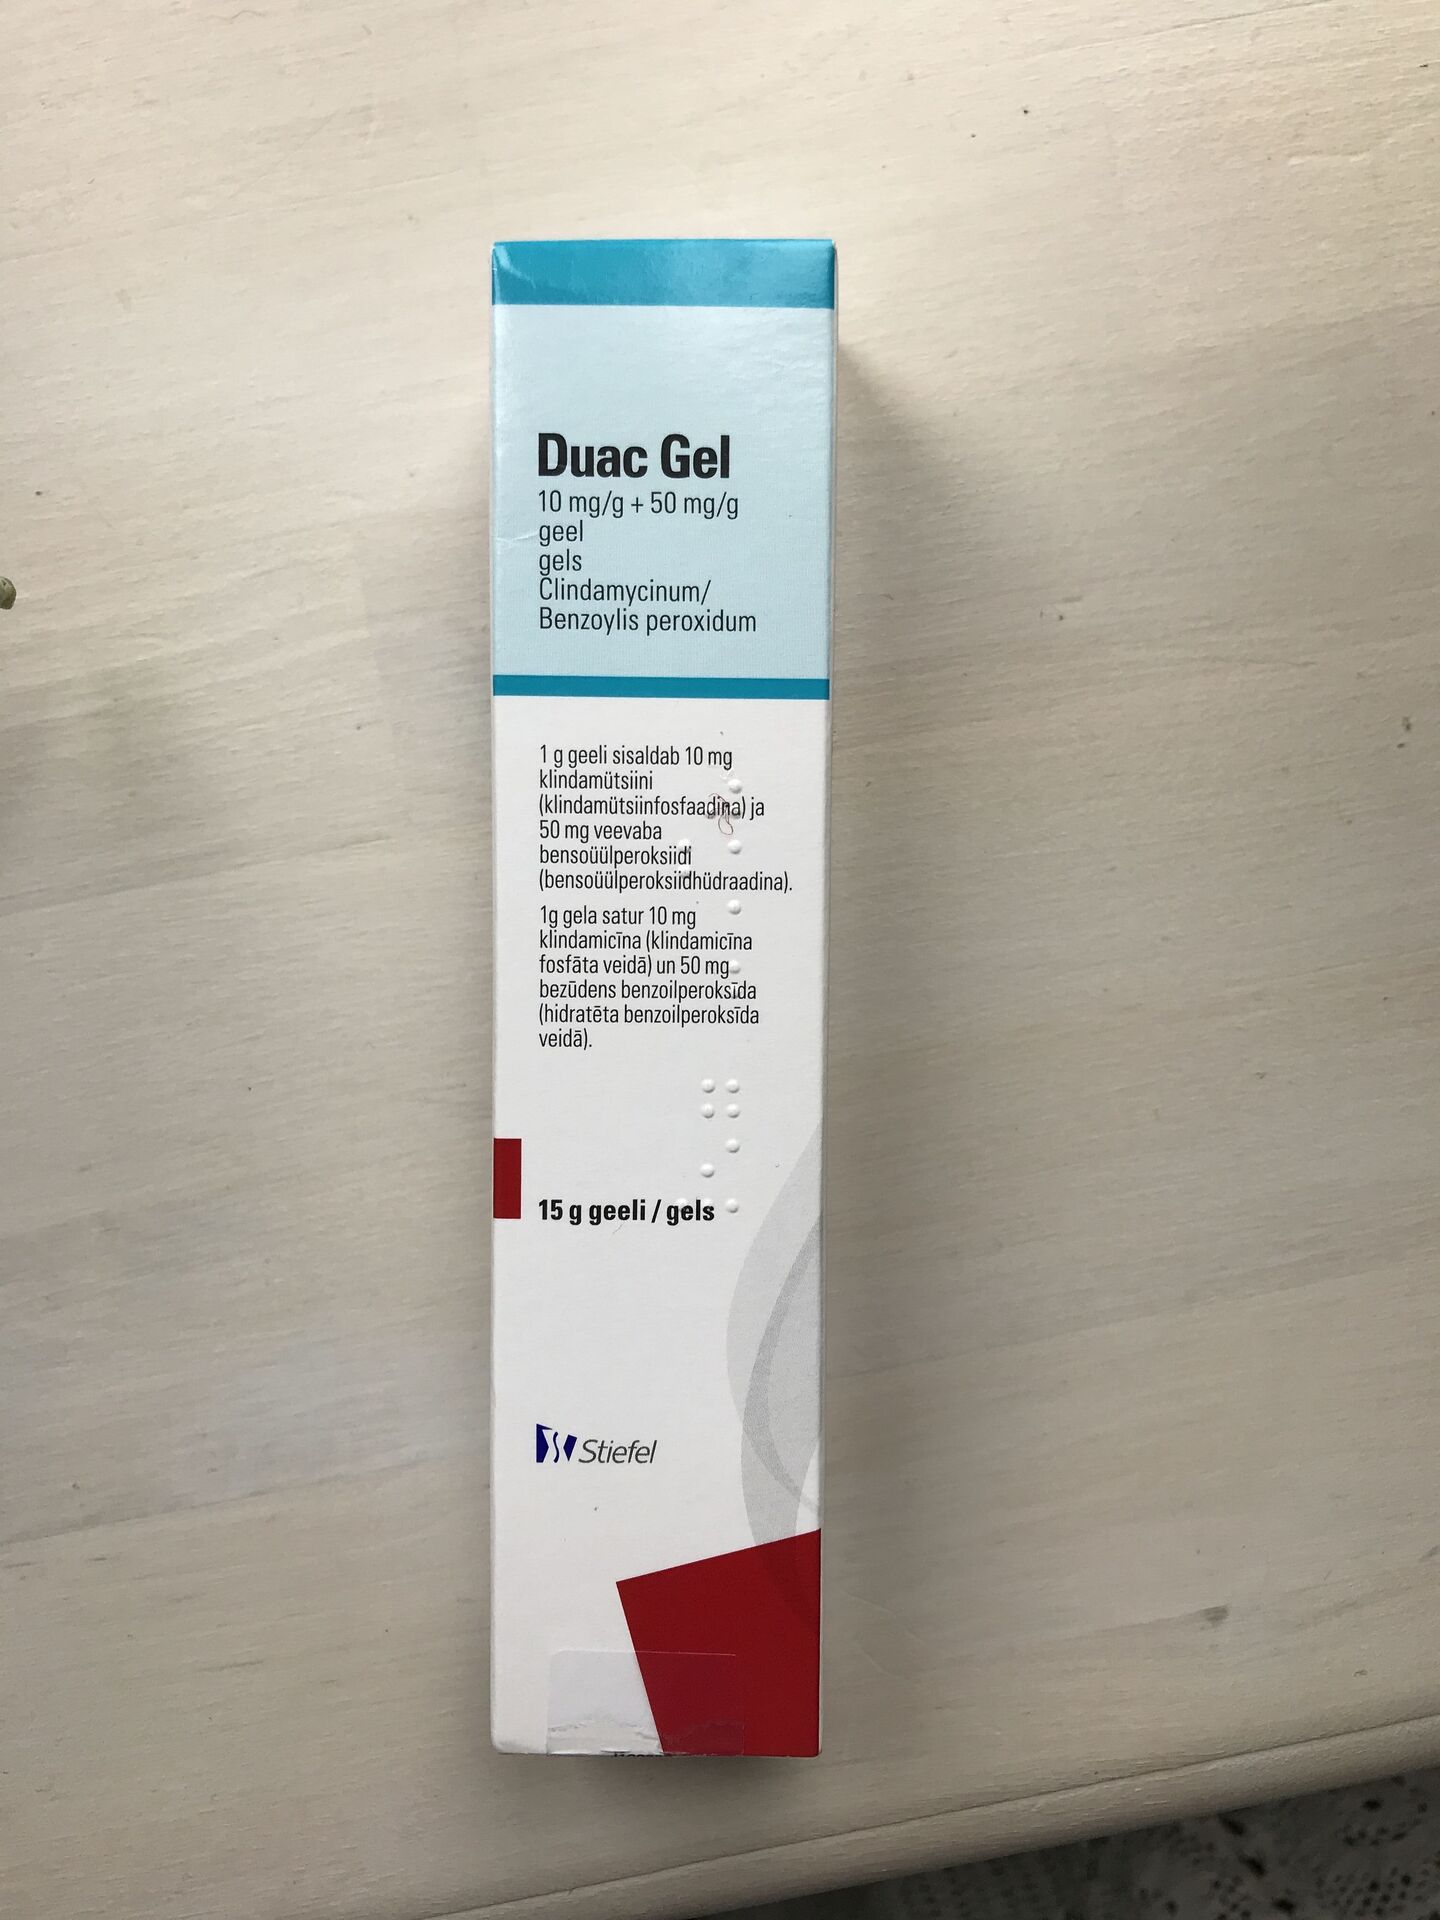 Duac Gel
10 mg/g + 50 mg/g
geel
gels
Clindamycinum/
Benzoylis peroxidum
1 g geeli sisaldab 10 mg
klindamütsiini
(klindamütsiinfosfaadina) ja
50 mg veevaba
bensoüülperoksiidi
(bensoüülperoksiidhüdraadina).
1g gela satur 10 mg
klindamicīna (klindamicīna
fosfāta veidā) un 50 mg
bezūdens benzoilperoksīda
(hidratēta benzoilperoksīda
veidā).
15 g geeli / gels
Stiefel